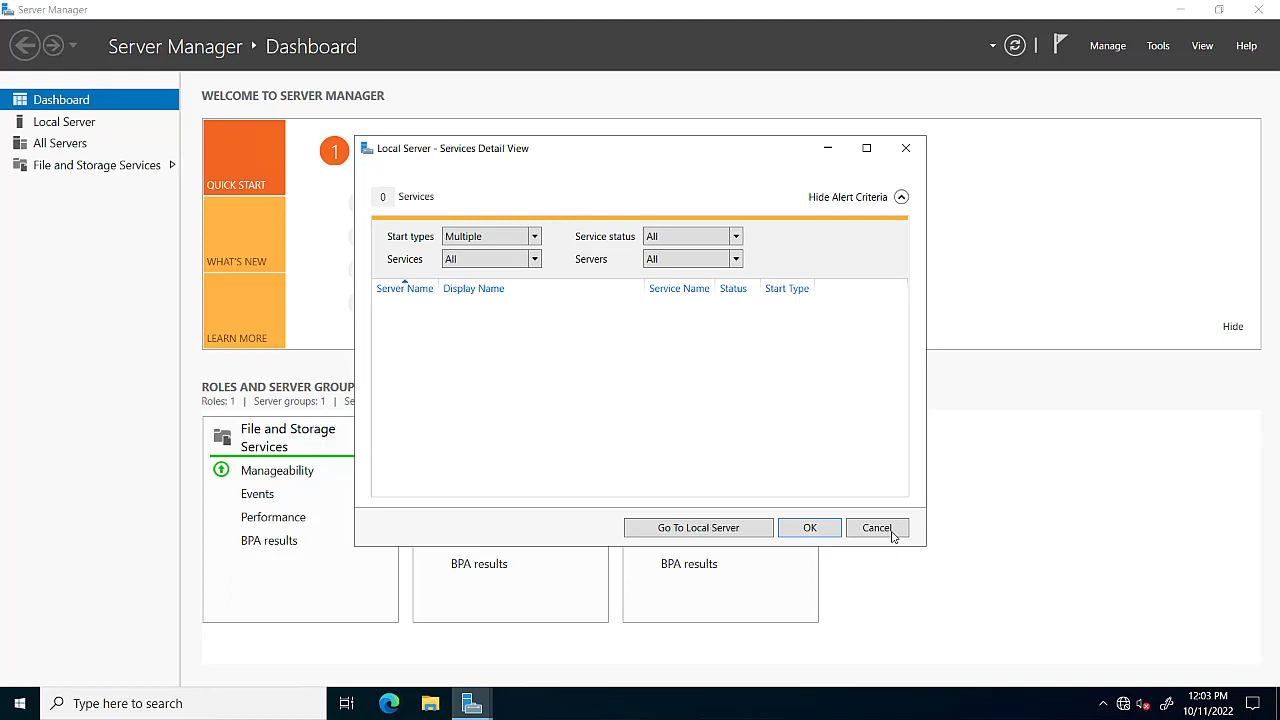 Server Manager
Server Manager ‣ Dashboard
Manage Tools View Help
Dashboard
Local Server
All Servers
File and Storage Services
WELCOME TO SERVER MANAGER
QUICK START
WHAT'S NEW
LEARN MORE
1
Hide
Local Server - Services Detail View
0 Services
Hide Alert Criteria
Start types Multiple Service status All
Services All Servers All
Server Name Display Name Service Name Status Start Type
Go To Local Server OK Cancel
ROLES AND SERVER GROUP
Roles: 1 | Server groups: 1 | Se
File and Storage
Services
Manageability
Events
Performance
BPA results
BPA results
BPA results
Type here to search
12:03 PM
10/11/2022